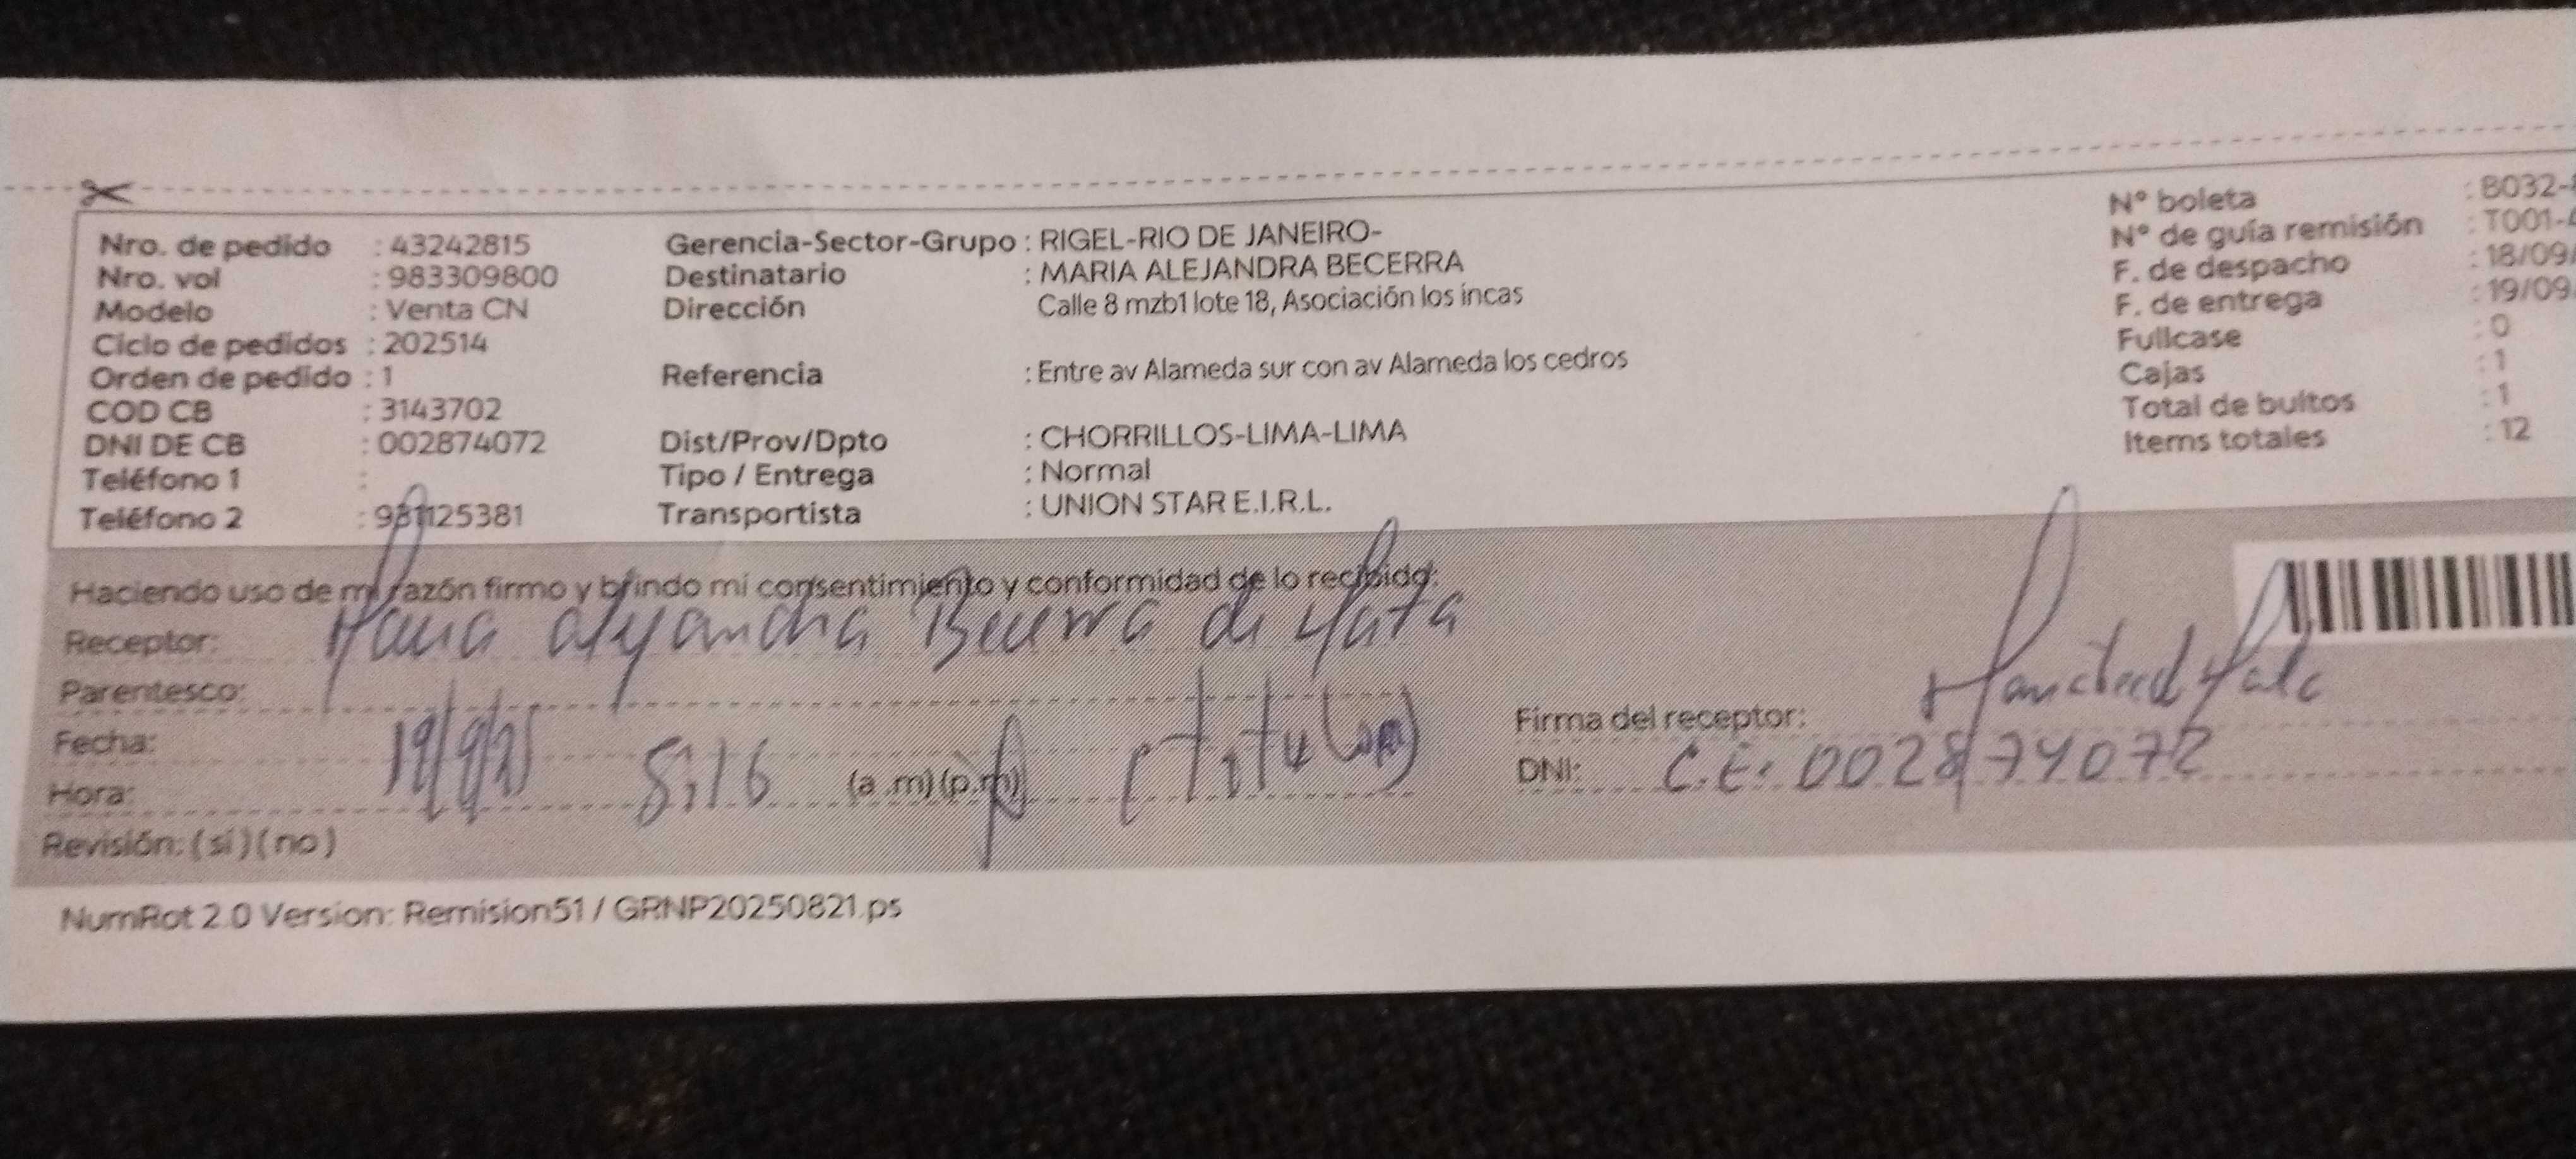 Nro. de pedido : 43242815
Nro. vol : 983309800
Modelo : Venta CN
Ciclo de pedidos : 202514
Orden de pedido : 1
COD CB : 3143702
DNI DE CB : 002874072
Teléfono 1 :
Teléfono 2 : 981125381
Gerencia-Sector-Grupo : RIGEL-RIO DE JANEIRO-
Destinatario : MARIA ALEJANDRA BECERRA
Dirección Calle 8 mzb1 lote 18, Asociación los incas
Referencia : Entre av Alameda sur con av Alameda los cedros
Dist/Prov/Dpto : CHORRILLOS-LIMA-LIMA
Tipo / Entrega : Normal
Transportista : UNION STAR E.I.R.L.
N° boleta : B032-
N° de guía remisión : T001-
F. de despacho : 18/09/
F. de entrega : 19/09
Fullcase : 0
Cajas : 1
Total de bultos : 1
Items totales : 12
Haciendo uso de mi razón firmo y brindo mi consentimiento y conformidad de lo recibido:
Receptor: Maria alejandra Becerra de Mata
Parentesco: (titular)
Fecha: 19/9/25
Hora: 5:16 (a .m)(p.m)
Revisión: (si)(no)
Firma del receptor:
DNI: C.E: 002874072
NumRot 2.0 Version: Remision51 / GRNP20250821.ps